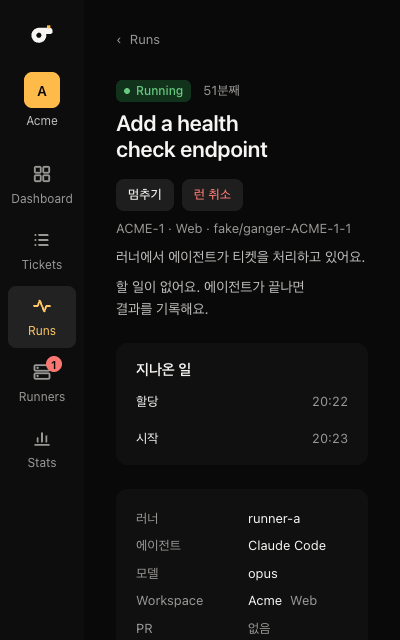 A
Acme
Dashboard
Tickets
Runs
1
Runners
Stats
‹ Runs
Running 51분째
Add a health
check endpoint
멈추기 런 취소
ACME-1 · Web · fake/ganger-ACME-1-1
러너에서 에이전트가 티켓을 처리하고 있어요.
할 일이 없어요. 에이전트가 끝나면
결과를 기록해요.
지나온 일
할당 20:22
시작 20:23
러너 runner-a
에이전트 Claude Code
모델 opus
Workspace Acme Web
PR 없음